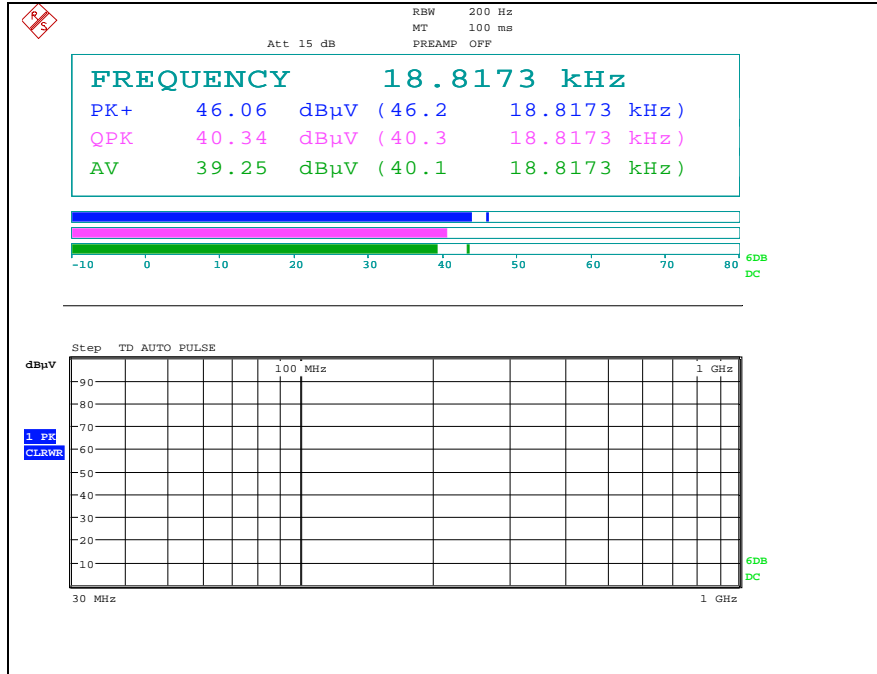 R S
RBW 200 Hz
MT 100 ms
Att 15 dB PREAMP OFF
FREQUENCY 18.8173 kHz
PK+ 46.06 dBµV (46.2 18.8173 kHz)
QPK 40.34 dBµV (40.3 18.8173 kHz)
AV 39.25 dBµV (40.1 18.8173 kHz)
-10 0 10 20 30 40 50 60 70 80
6DB
DC
Step TD AUTO PULSE
dBµV
100 MHz 1 GHz
90
80
70
1 PK
CLRWR
60
50
40
30
20
10
6DB
DC
30 MHz 1 GHz